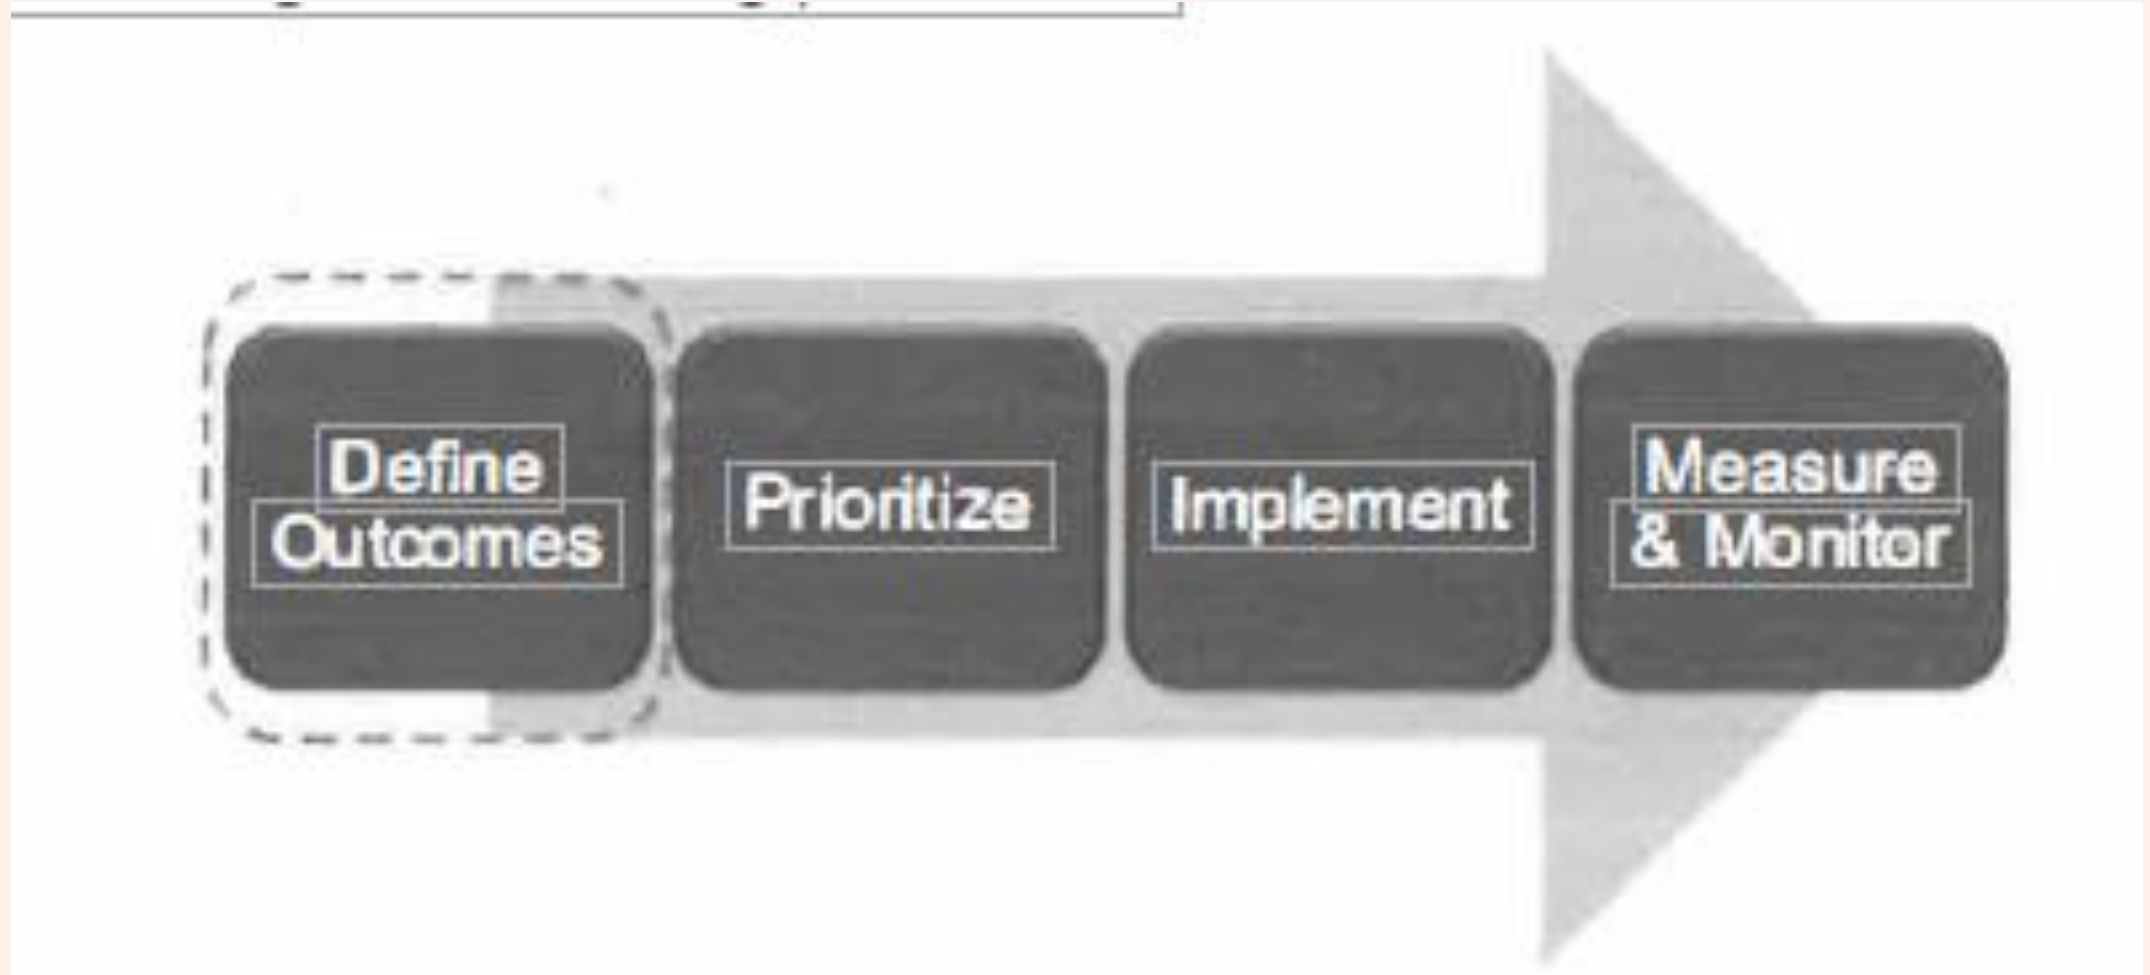 Define
Outcomes
Prioritize
Implement
Measure
& Monitor